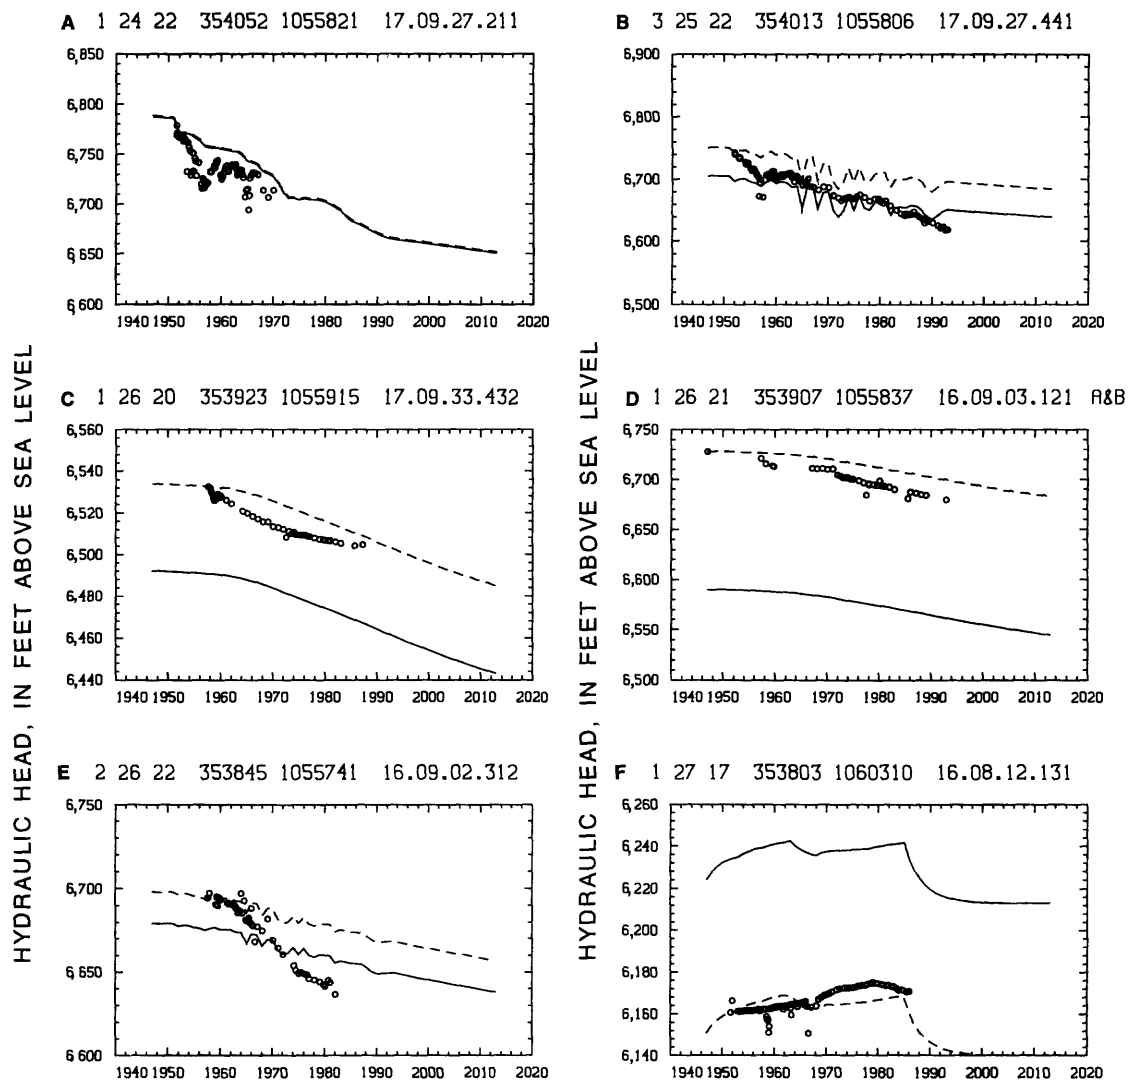 A 1 24 22 354052 1055821 17.09.27.211
6,850
6,800
6,750
6,700
6,650
6,600
1940 1950 1960 1970 1980 1990 2000 2010 2020
B 3 25 22 354013 1055806 17.09.27.441
6,900
6,800
6,700
6,600
6,500
1940 1950 1960 1970 1980 1990 2000 2010 2020
C 1 26 20 353923 1055915 17.09.33.432
6,560
6,540
6,520
6,500
6,480
6,460
6,440
1940 1950 1960 1970 1980 1990 2000 2010 2020
D 1 26 21 353907 1055837 16.09.03.121 R&B
6,750
6,700
6,650
6,600
6,550
6,500
1940 1950 1960 1970 1980 1990 2000 2010 2020
E 2 26 22 353845 1055741 16.09.02.312
6,750
6,700
6,650
6,600
1940 1950 1960 1970 1980 1990 2000 2010 2020
F 1 27 17 353803 1060310 16.08.12.131
6,260
6,240
6,220
6,200
6,180
6,160
6,140
1940 1950 1960 1970 1980 1990 2000 2010 2020
HYDRAULIC HEAD, IN FEET ABOVE SEA LEVEL
HYDRAULIC HEAD, IN FEET ABOVE SEA LEVEL